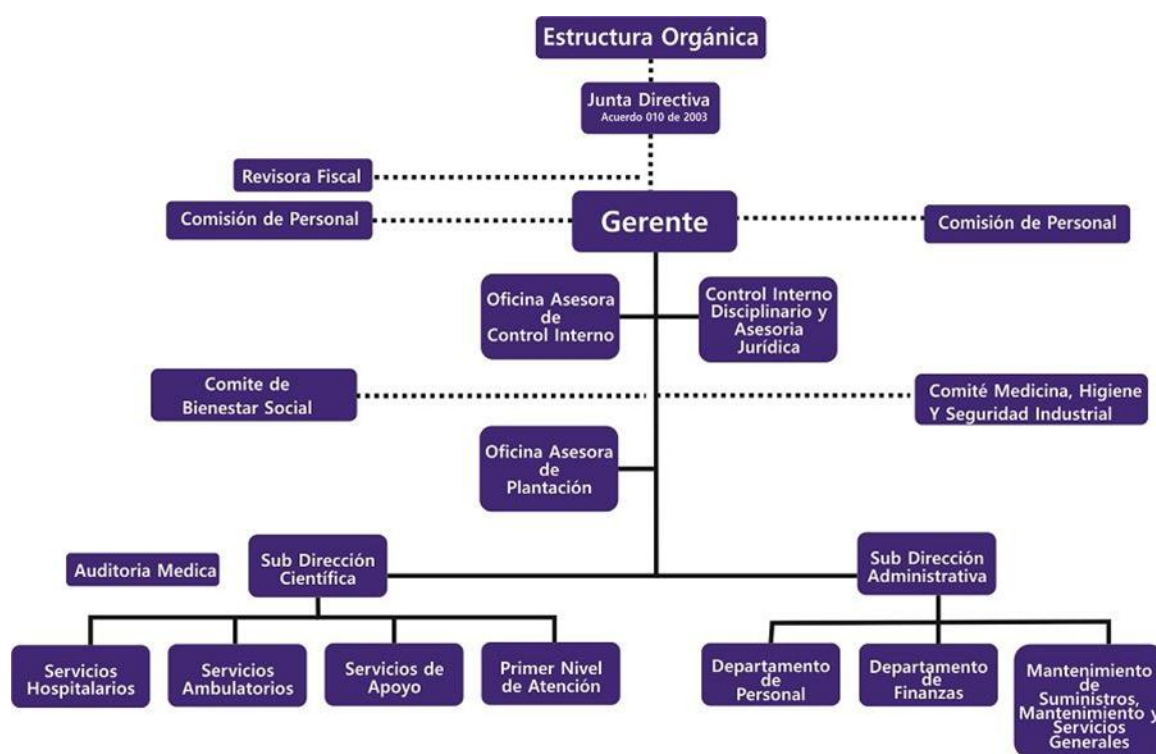 Estructura Orgánica
Junta Directiva
Acuerdo 010 de 2003
Revisora Fiscal
Comisión de Personal
Gerente
Comisión de Personal
Oficina Asesora
de
Control Interno
Control Interno
Disciplinario y
Asesoria
Jurídica
Comite de
Bienestar Social
Comité Medicina, Higiene
Y Seguridad Industrial
Oficina Asesora
de
Plantación
Auditoria Medica
Sub Dirección
Científica
Sub Dirección
Administrativa
Servicios
Hospitalarios
Servicios
Ambulatorios
Servicios de
Apoyo
Primer Nivel
de Atención
Departamento
de
Personal
Departamento
de
Finanzas
Mantenimiento
de
Suministros,
Mantenimiento y
Servicios
Generales